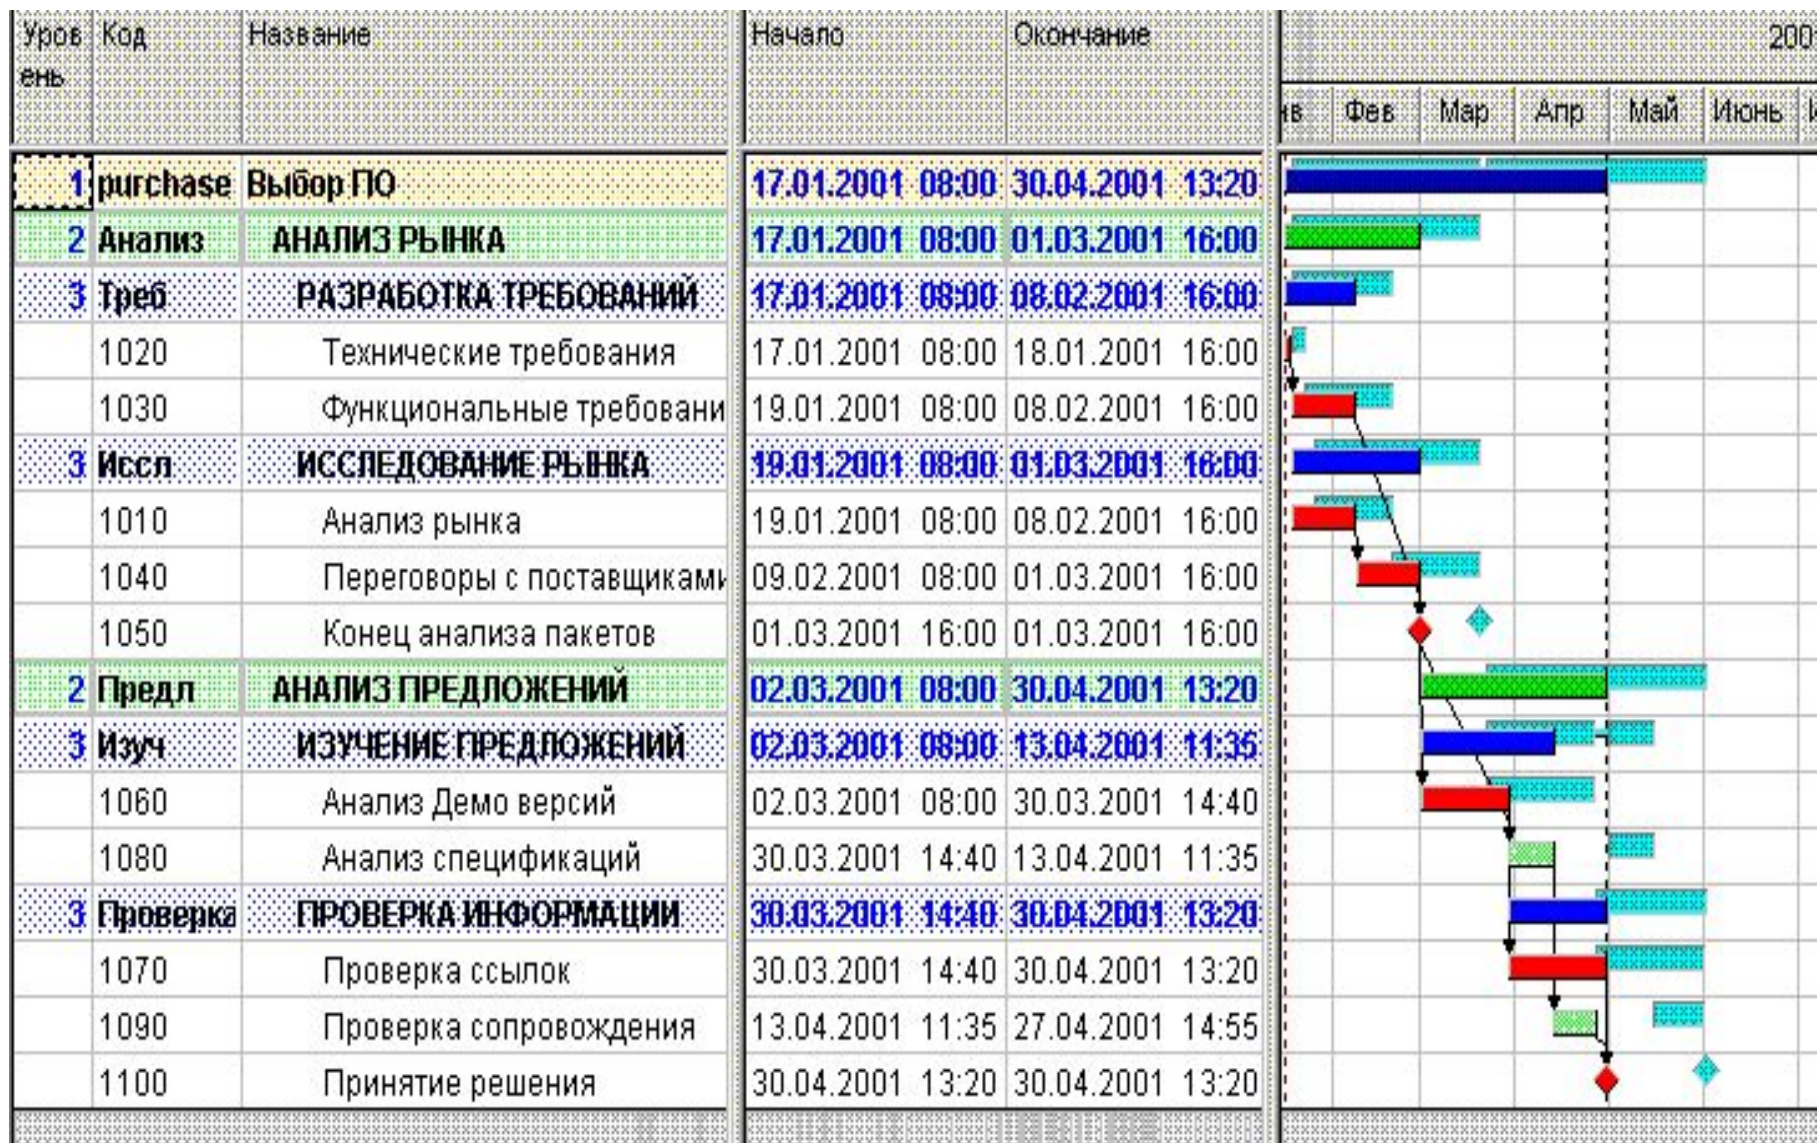 Уров Код Название Начало Окончание 2001
ень
нв Фев Мар Апр Май Июнь
1 purchase Выбор ПО 17.01.2001 08:00 30.04.2001 13:20
2 Анализ АНАЛИЗ РЫНКА 17.01.2001 08:00 01.03.2001 16:00
3 Треб РАЗРАБОТКА ТРЕБОВАНИЙ 17.01.2001 08:00 08.02.2001 16:00
1020 Технические требования 17.01.2001 08:00 18.01.2001 16:00
1030 Функциональные требовани 19.01.2001 08:00 08.02.2001 16:00
3 Иссл ИССЛЕДОВАНИЕ РЫНКА 19.01.2001 08:00 01.03.2001 16:00
1010 Анализ рынка 19.01.2001 08:00 08.02.2001 16:00
1040 Переговоры с поставщиками 09.02.2001 08:00 01.03.2001 16:00
1050 Конец анализа пакетов 01.03.2001 16:00 01.03.2001 16:00
2 Предл АНАЛИЗ ПРЕДЛОЖЕНИЙ 02.03.2001 08:00 30.04.2001 13:20
3 Изуч ИЗУЧЕНИЕ ПРЕДЛОЖЕНИЙ 02.03.2001 08:00 13.04.2001 11:35
1060 Анализ Демо версий 02.03.2001 08:00 30.03.2001 14:40
1080 Анализ спецификаций 30.03.2001 14:40 13.04.2001 11:35
3 Проверка ПРОВЕРКА ИНФОРМАЦИИ 30.03.2001 14:40 30.04.2001 13:20
1070 Проверка ссылок 30.03.2001 14:40 30.04.2001 13:20
1090 Проверка сопровождения 13.04.2001 11:35 27.04.2001 14:55
1100 Принятие решения 30.04.2001 13:20 30.04.2001 13:20